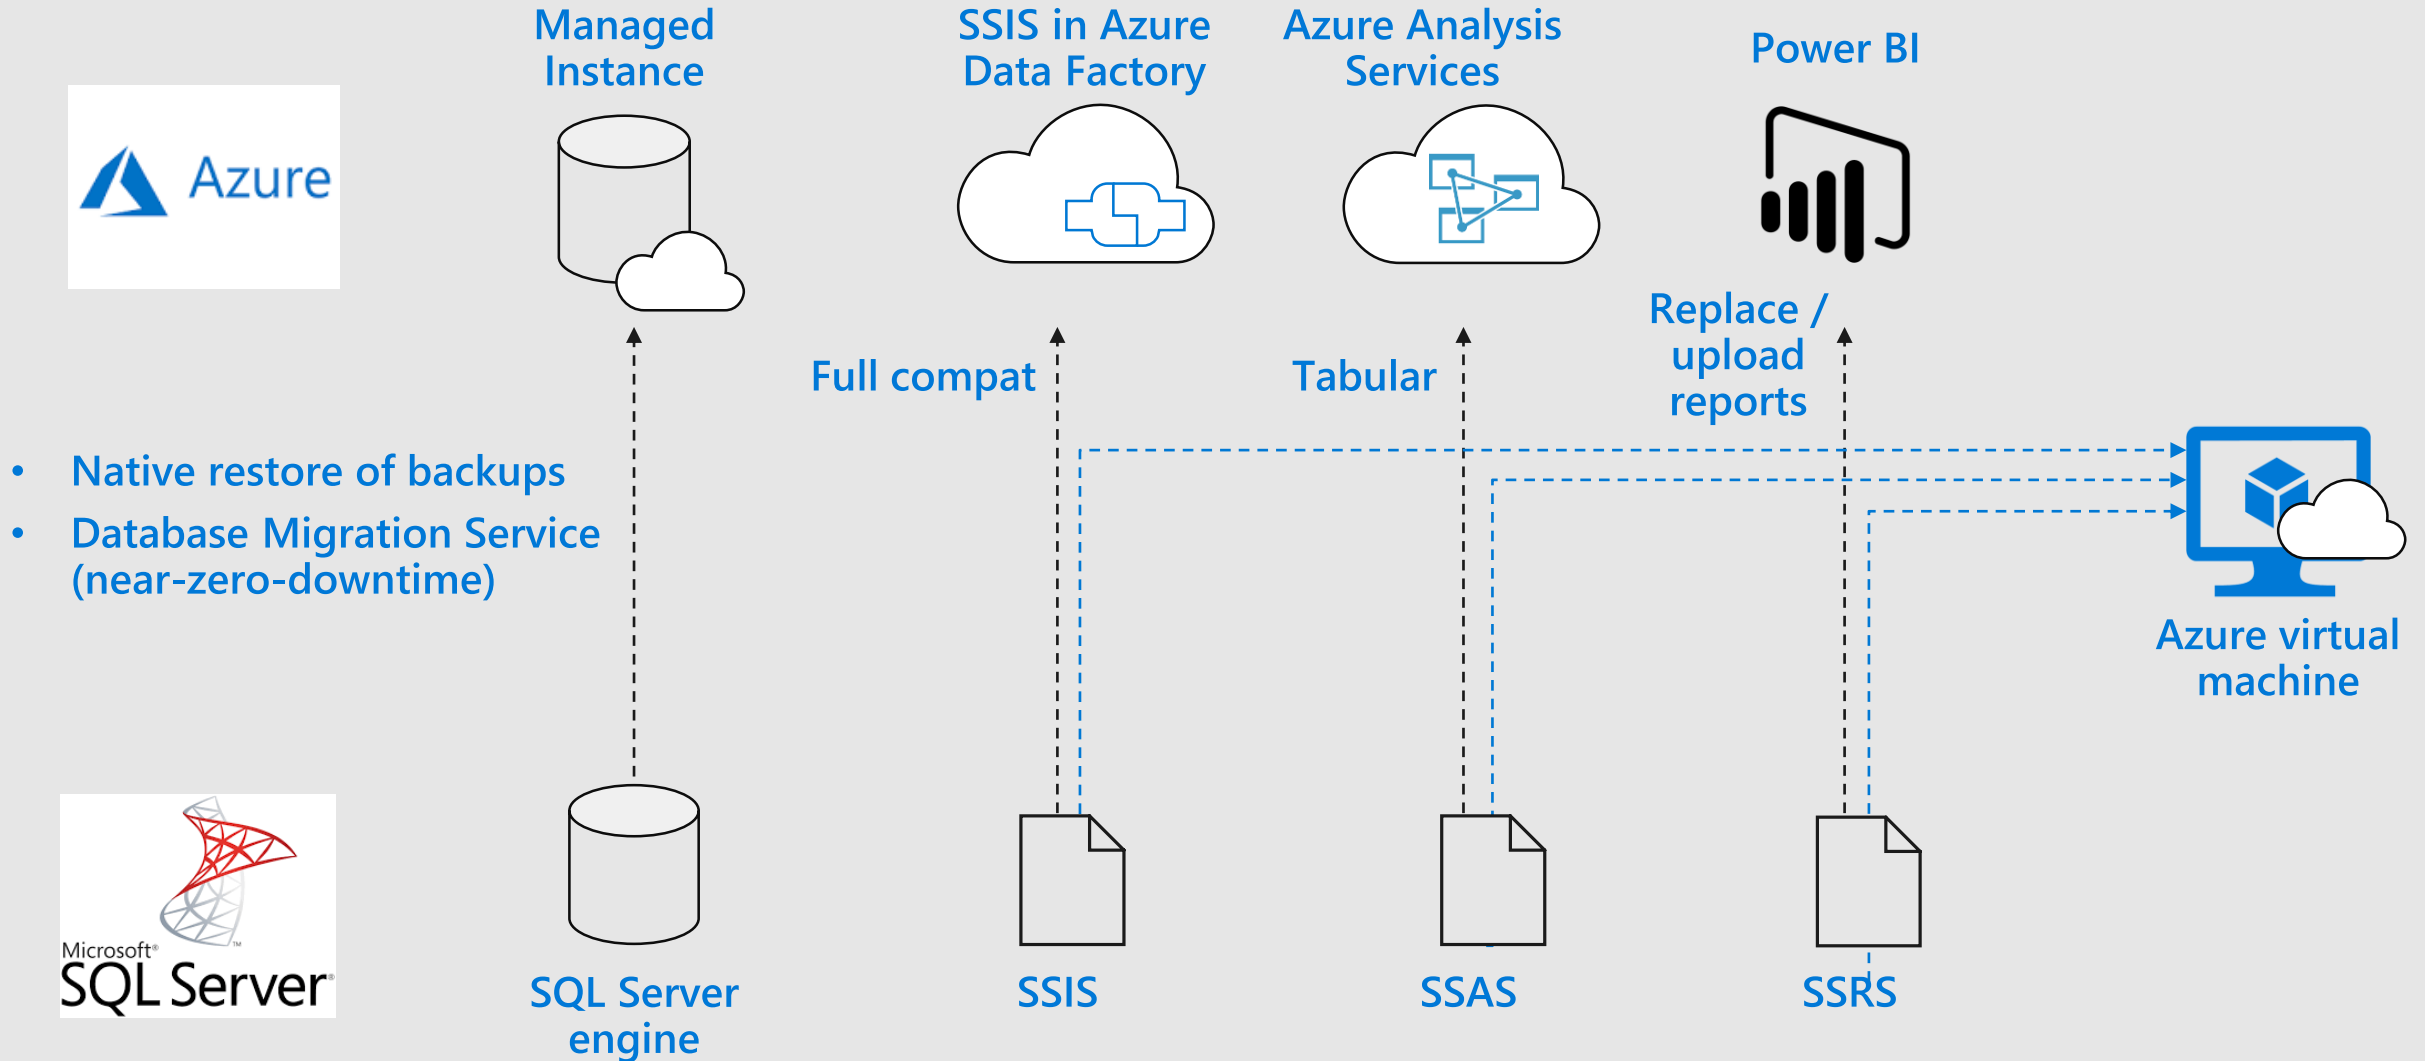 Managed
Instance
SSIS in Azure
Data Factory
Azure Analysis
Services
Power BI
Azure
Replace /
upload
reports
Full compat
Tabular
• Native restore of backups
• Database Migration Service
(near-zero-downtime)
Azure virtual
machine
Microsoft®
SQL Server®
™
SQL Server
engine
SSIS
SSAS
SSRS